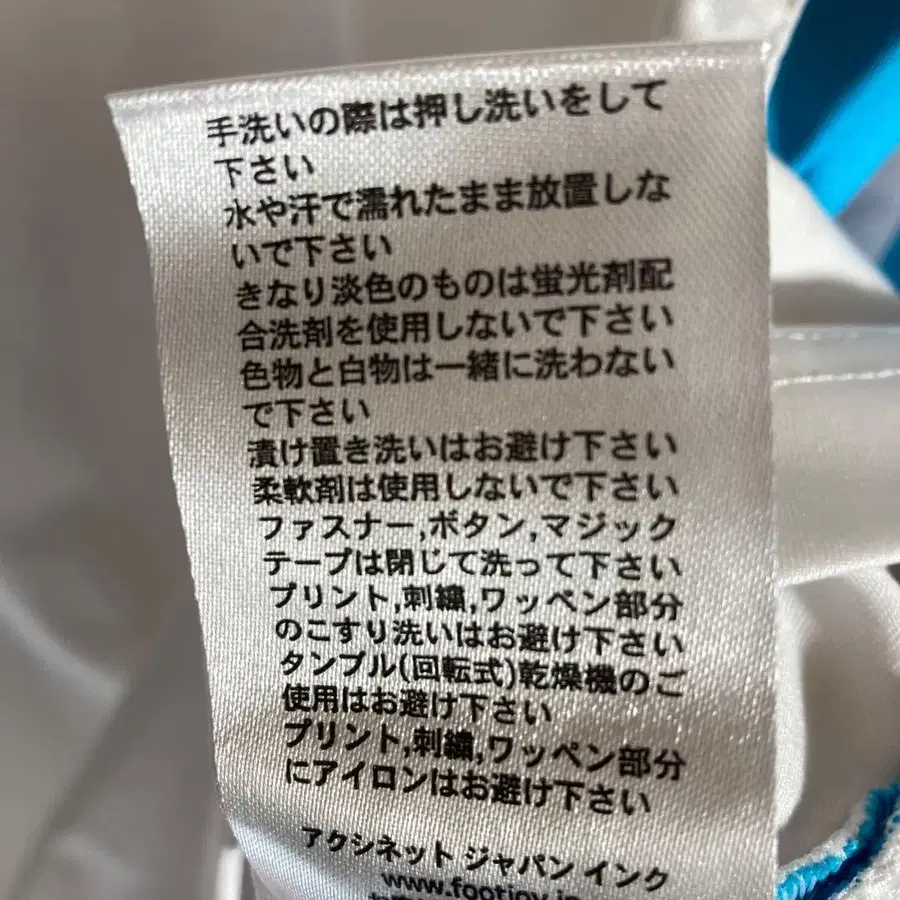 手洗いの際は押し洗いをして
下さい
水や汗で濡れたまま放置しな
いで下さい
きなり淡色のものは蛍光剤配
合洗剤を使用しないで下さい
色物と白物は一緒に洗わない
で下さい
漬け置き洗いはお避け下さい
柔軟剤は使用しないで下さい
ファスナー,ボタン,マジック
テープは閉じて洗って下さい
プリント,刺繍,ワッペン部分
のこすり洗いはお避け下さい
タンブル(回転式)乾燥機のご
使用はお避け下さい
プリント,刺繍,ワッペン部分
にアイロンはお避け下さい
アクシネット ジャパン インク
www.footjoy.jp